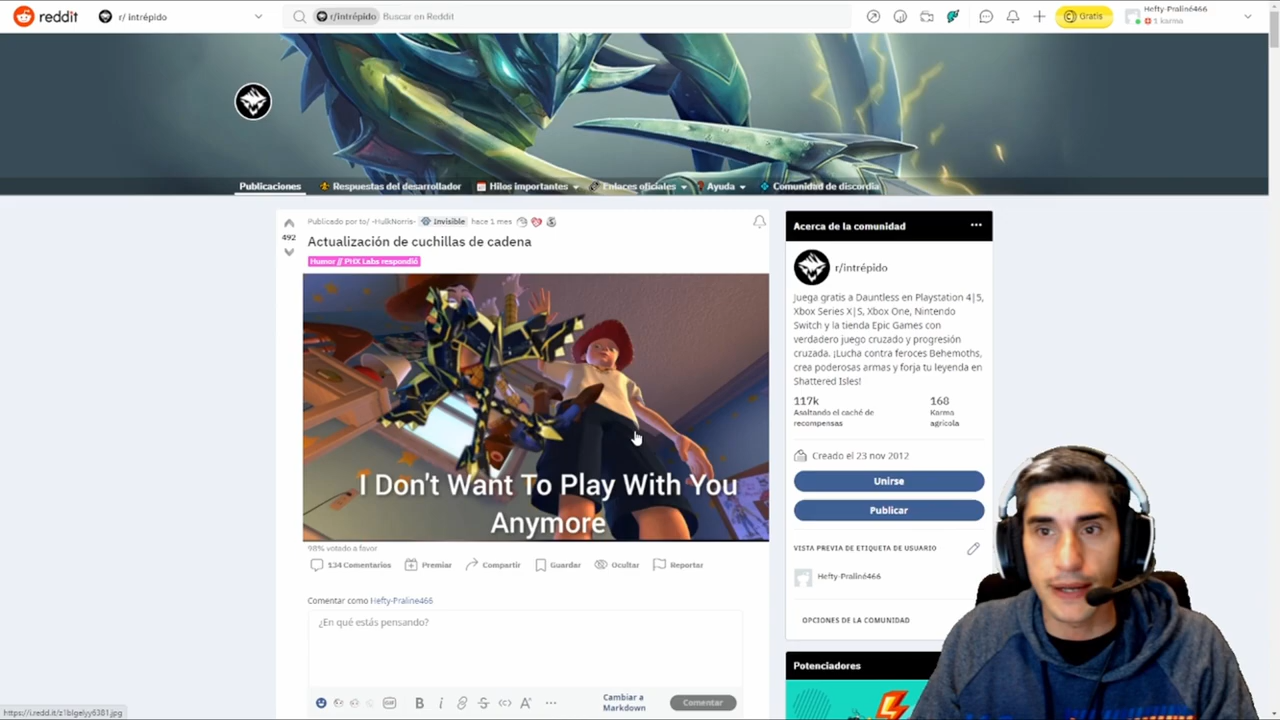 reddit
r/ intrépido
r/intrépido
Buscar en Reddit
Gratis
Hefty-Praliné466
1 karma
Publicaciones
Respuestas del desarrollador
Hilos importantes
Enlaces oficiales
Ayuda
Comunidad de discordia
492
Publicado por to/ -HulkNorris-
Invisible
hace 1 mes
Actualización de cuchillas de cadena
Humor // PHX Labs respondió
I Don't Want To Play With You
Anymore
98% votado a favor
134 Comentarios
Premiar
Compartir
Guardar
Ocultar
Reportar
Comentar como Hefty-Praline466
¿En qué estás pensando?
B
i
Cambiar a
Markdown
Comentar
Acerca de la comunidad
r/intrépido
Juega gratis a Dauntless en Playstation 4|5,
Xbox Series X|S, Xbox One, Nintendo
Switch y la tienda Epic Games con
verdadero juego cruzado y progresión
cruzada. ¡Lucha contra feroces Behemoths,
crea poderosas armas y forja tu leyenda en
Shattered Isles!
117k
168
Asaltando el caché de
Karma
recompensas
agrícola
Creado el 23 nov 2012
Unirse
Publicar
VISTA PREVIA DE ETIQUETA DE USUARIO
Hefty-Praliné466
OPCIONES DE LA COMUNIDAD
Potenciadores